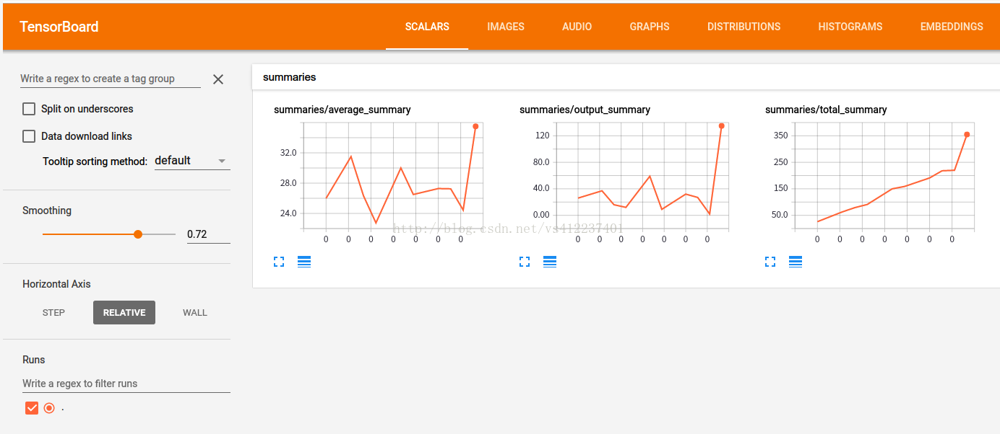 TensorBoard
SCALARS IMAGES AUDIO GRAPHS DISTRIBUTIONS HISTOGRAMS EMBEDDINGS
Write a regex to create a tag group
Split on underscores
Data download links
Tooltip sorting method: default
Smoothing
0.72
Horizontal Axis
STEP RELATIVE WALL
Runs
Write a regex to filter runs
.
summaries
summaries/average_summary
32.0
28.0
24.0
0 0 0 0 0 0 0
summaries/output_summary
120
80.0
40.0
0.00
0 0 0 0 0 0 0
summaries/total_summary
350
250
150
50.0
0 0 0 0 0 0 0
http://blog.csdn.net/vs412237401